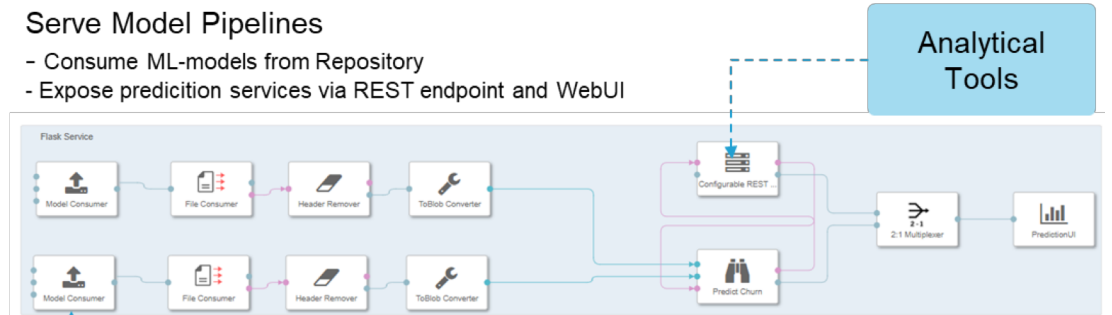 Serve Model Pipelines
- Consume ML-models from Repository
- Expose predicition services via REST endpoint and WebUI
Analytical
Tools
Flask Service
Model Consumer
File Consumer
Header Remover
ToBlob Converter
Configurable REST ...
2-1
2:1 Multiplexer
PredictionUI
Model Consumer
File Consumer
Header Remover
ToBlob Converter
Predict Churn